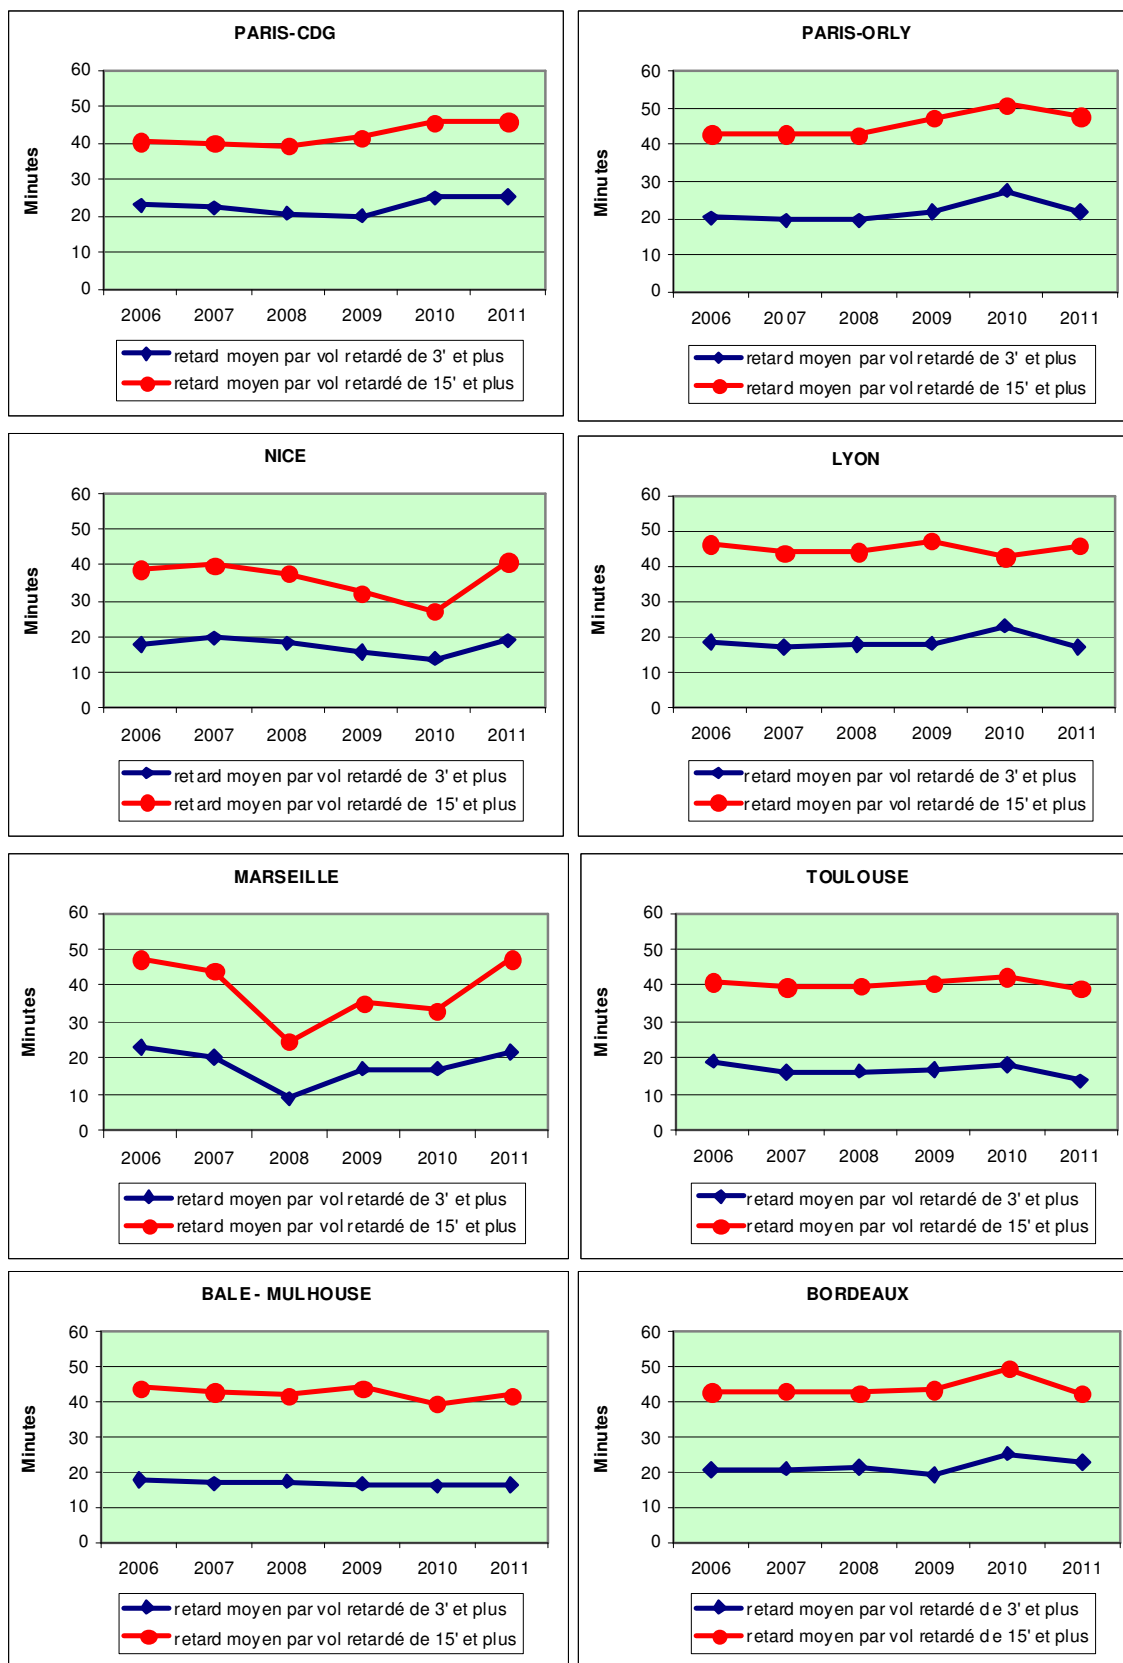 PARIS-CDG
Minutes
60
50
40
30
20
10
0
2006 2007 2008 2009 2010 2011
retard moyen par vol retardé de 3' et plus
retard moyen par vol retardé de 15' et plus
PARIS-ORLY
Minutes
60
50
40
30
20
10
0
2006 2007 2008 2009 2010 2011
retard moyen par vol retardé de 3' et plus
retard moyen par vol retardé de 15' et plus
NICE
Minutes
60
50
40
30
20
10
0
2006 2007 2008 2009 2010 2011
retard moyen par vol retardé de 3' et plus
retard moyen par vol retardé de 15' et plus
LYON
Minutes
60
50
40
30
20
10
0
2006 2007 2008 2009 2010 2011
retard moyen par vol retardé de 3' et plus
retard moyen par vol retardé de 15' et plus
MARSEILLE
Minutes
60
50
40
30
20
10
0
2006 2007 2008 2009 2010 2011
retard moyen par vol retardé de 3' et plus
retard moyen par vol retardé de 15' et plus
TOULOUSE
Minutes
60
50
40
30
20
10
0
2006 2007 2008 2009 2010 2011
retard moyen par vol retardé de 3' et plus
retard moyen par vol retardé de 15' et plus
BALE - MULHOUSE
Minutes
60
50
40
30
20
10
0
2006 2007 2008 2009 2010 2011
retard moyen par vol retardé de 3' et plus
retard moyen par vol retardé de 15' et plus
BORDEAUX
Minutes
60
50
40
30
20
10
0
2006 2007 2008 2009 2010 2011
retard moyen par vol retardé de 3' et plus
retard moyen par vol retardé de 15' et plus